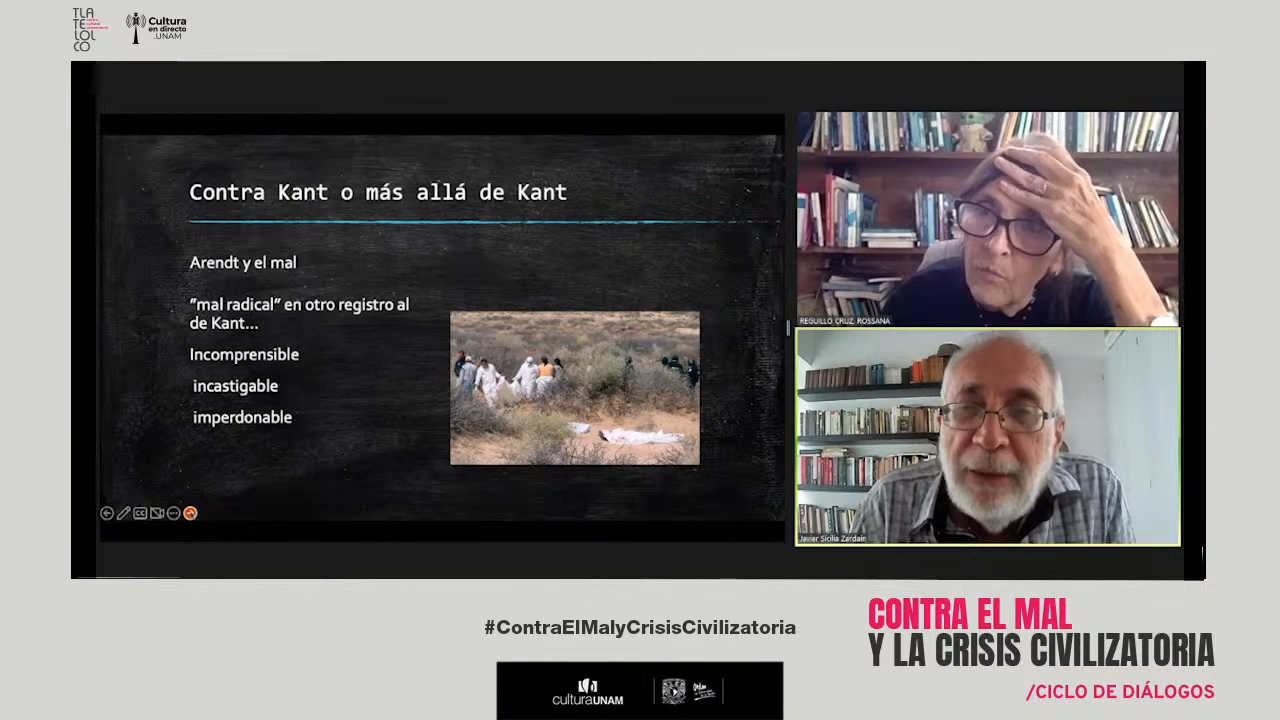 TLA
TE
LOL
CO
Cultura
en directo
.UNAM
Contra Kant o más allá de Kant
Arendt y el mal
“mal radical” en otro registro al
de Kant...
Incomprensible
incastigable
imperdonable
CC
REGUILLO CRUZ, ROSSANA
Javier Sicilia Zardain
#ContraElMalyCrisisCivilizatoria
CONTRA EL MAL
Y LA CRISIS CIVILIZATORIA
/CICLO DE DIÁLOGOS
culturaUNAM